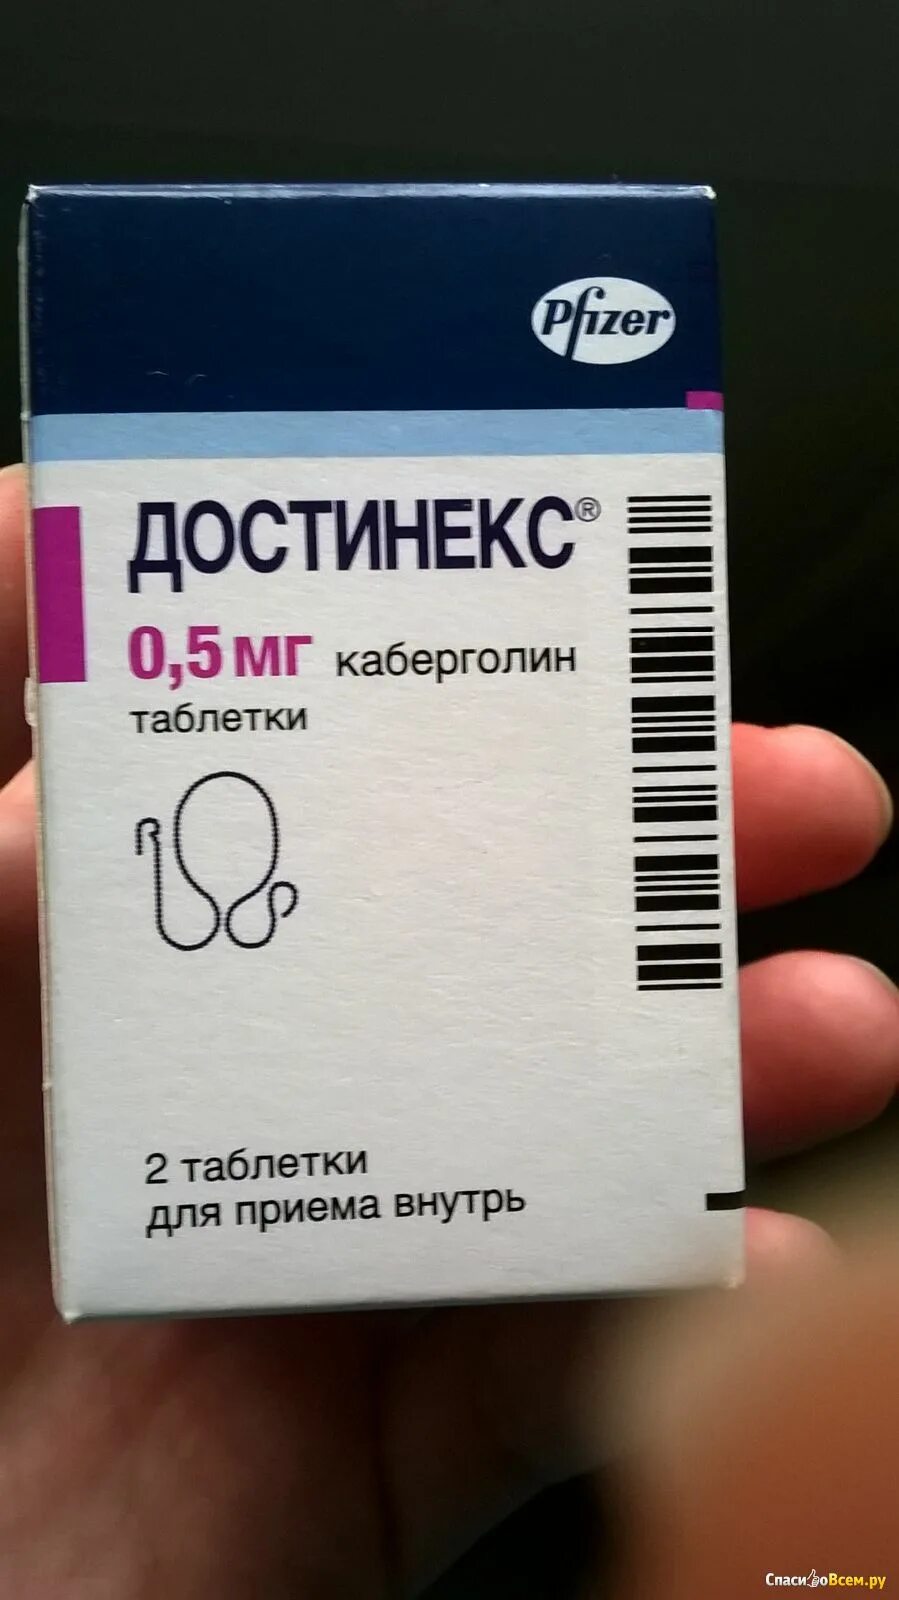 Pfizer
ДОСТИНЕКС®
0,5 мг каберголин
таблетки
2 таблетки
для приема внутрь
СпасибоВсем.ру